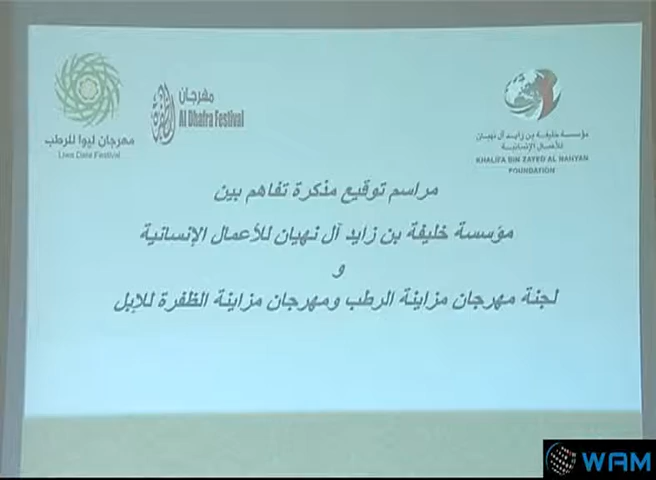 مهرجان ليوا للرطب
Liwa Date Festival
مهرجان
الظفرة
Al Dhafra Festival
مؤسسة خليفة بن زايد آل نهيان
للأعمال الإنسانية
KHALIFA BIN ZAYED AL NAHYAN
FOUNDATION
مراسم توقيع مذكرة تفاهم بين
مؤسسة خليفة بن زايد آل نهيان للأعمال الإنسانية
و
لجنة مهرجان مزاينة الرطب ومهرجان مزاينة الظفرة للإبل
WAM